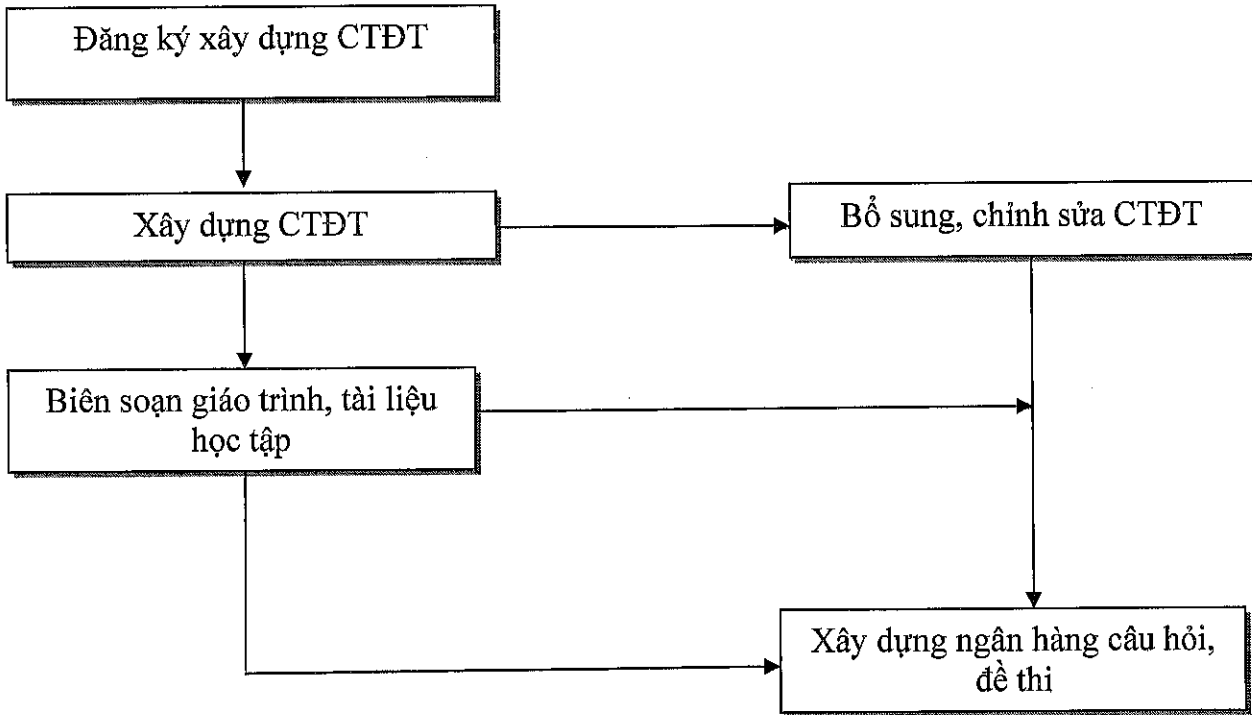 Đăng ký xây dựng CTĐT
Xây dựng CTĐT
Bổ sung, chỉnh sửa CTĐT
Biên soạn giáo trình, tài liệu
học tập
Xây dựng ngân hàng câu hỏi,
đề thi